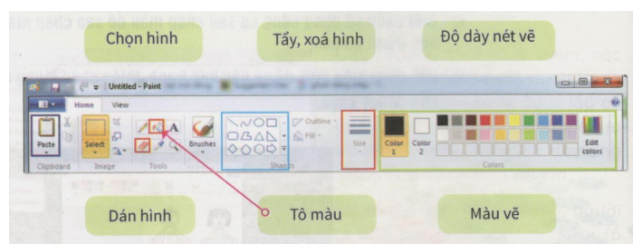 Chọn hình
Tẩy, xoá hình
Độ dày nét vẽ
Untitled - Paint
Home
View
Paste
Select
Brushes
Outline
Fill
Size
Color 1
Color 2
Edit colors
Clipboard
Image
Tools
Shapes
Colors
Dán hình
Tô màu
Màu vẽ